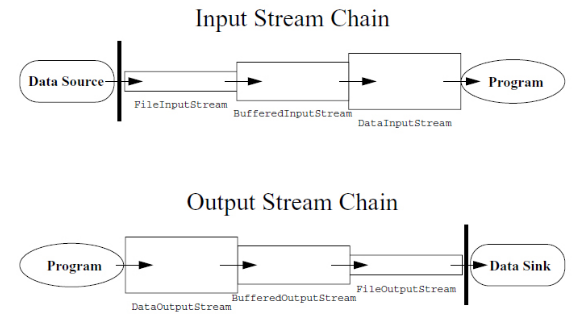 Input Stream Chain
Data Source
Program
FileInputStream
BufferedInputStream
DataInputStream
Output Stream Chain
Program
Data Sink
DataOutputStream
BufferedOutputStream
FileOutputStream